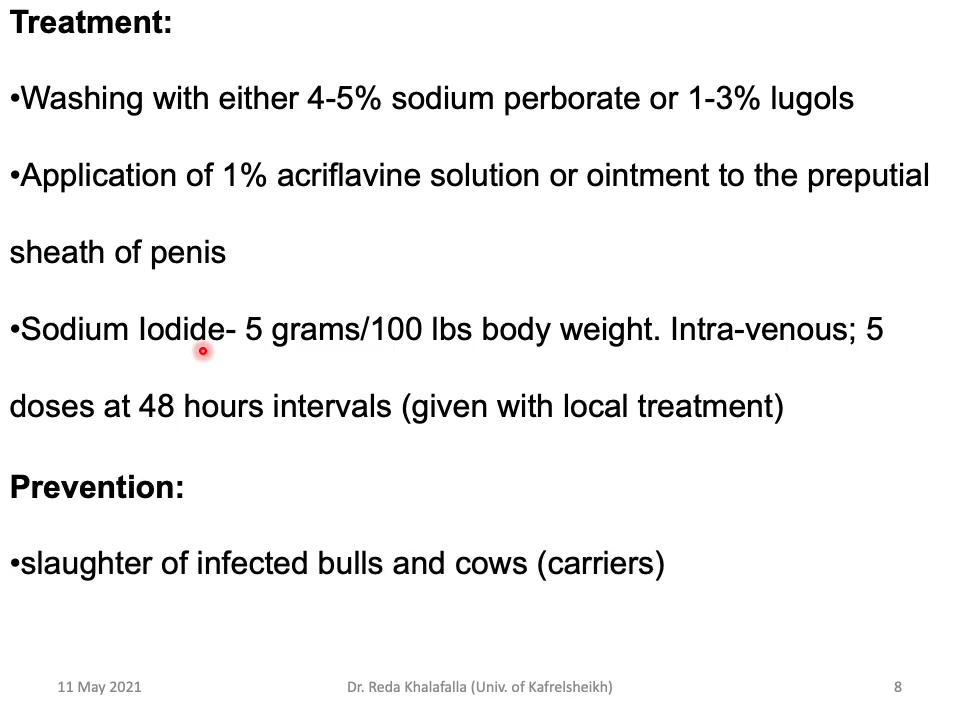 Treatment:
•Washing with either 4-5% sodium perborate or 1-3% lugols
•Application of 1% acriflavine solution or ointment to the preputial
sheath of penis
•Sodium Iodide- 5 grams/100 lbs body weight. Intra-venous; 5
doses at 48 hours intervals (given with local treatment)
Prevention:
•slaughter of infected bulls and cows (carriers)
11 May 2021 Dr. Reda Khalafalla (Univ. of Kafrelsheikh) 8